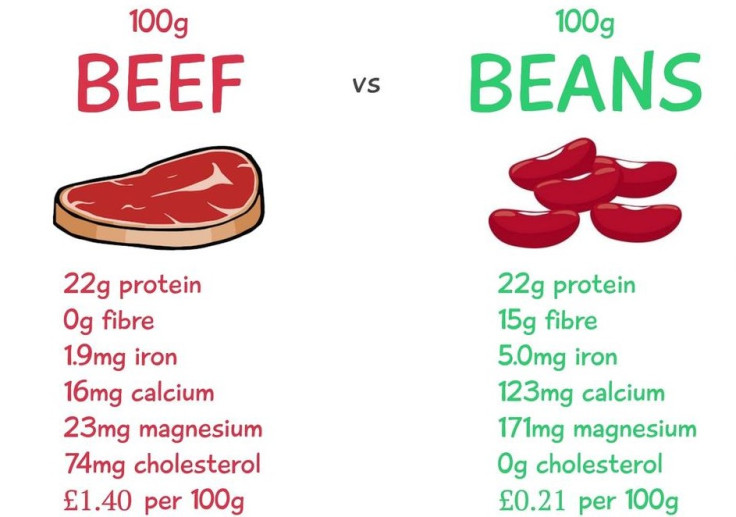 100g
BEEF
22g protein
0g fibre
1.9mg iron
16mg calcium
23mg magnesium
74mg cholesterol
£1.40 per 100g
vs
100g
BEANS
22g protein
15g fibre
5.0mg iron
123mg calcium
171mg magnesium
0g cholesterol
£0.21 per 100g